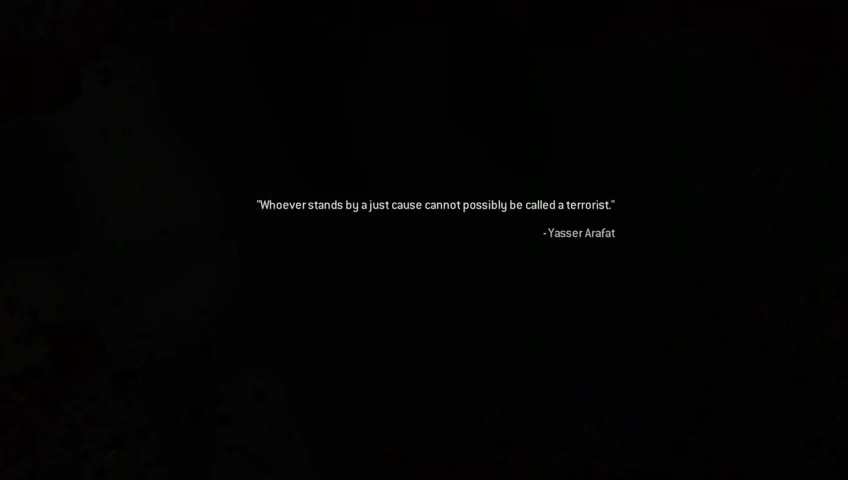 "Whoever stands by a just cause cannot possibly be called a terrorist."
- Yasser Arafat